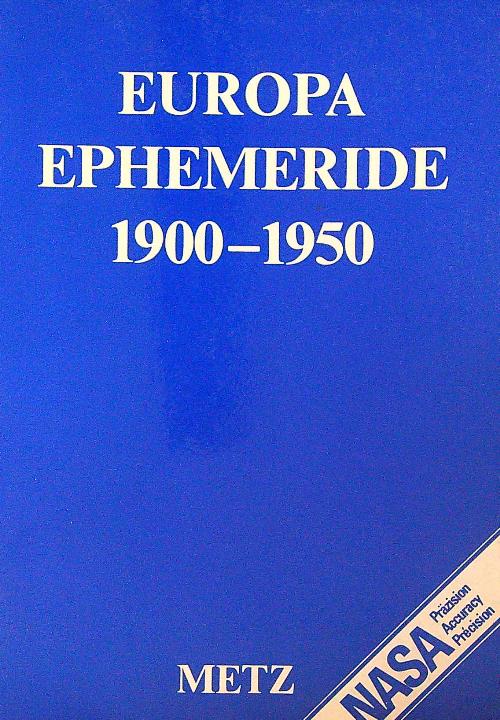 EUROPA
EPHEMERIDE
1900–1950
METZ
NASA
Präzision
Accuracy
Précision